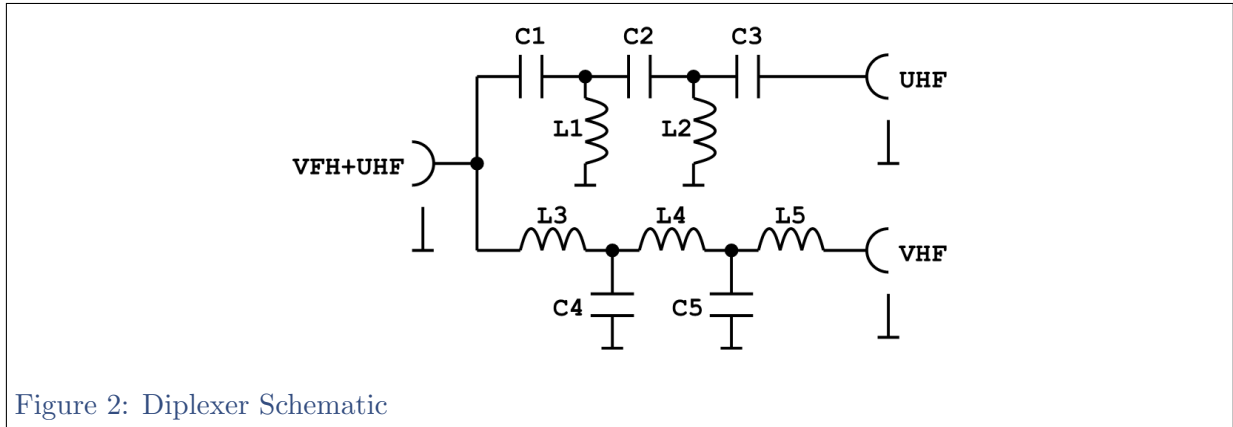 C1 C2 C3
UHF
L1 L2
VFH+UHF
L3 L4 L5
VHF
C4 C5
Figure 2: Diplexer Schematic